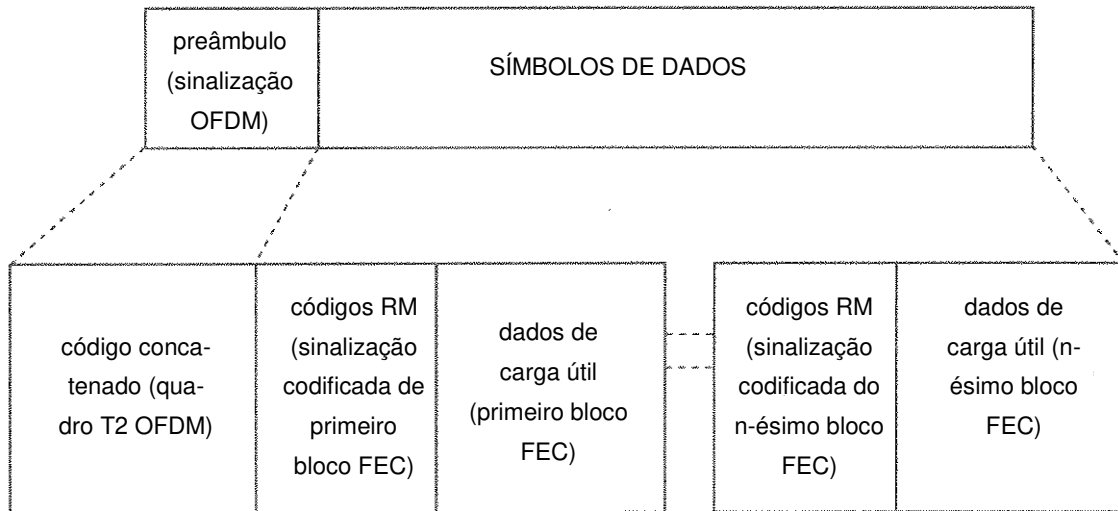 preâmbulo
(sinalização
OFDM)
SÍMBOLOS DE DADOS
código conca-
tenado (qua-
dro T2 OFDM)
códigos RM
(sinalização
codificada de
primeiro
bloco FEC)
dados de
carga útil
(primeiro bloco
FEC)
códigos RM
(sinalização
codificada do
n-ésimo bloco
FEC)
dados de
carga útil (n-
ésimo bloco
FEC)